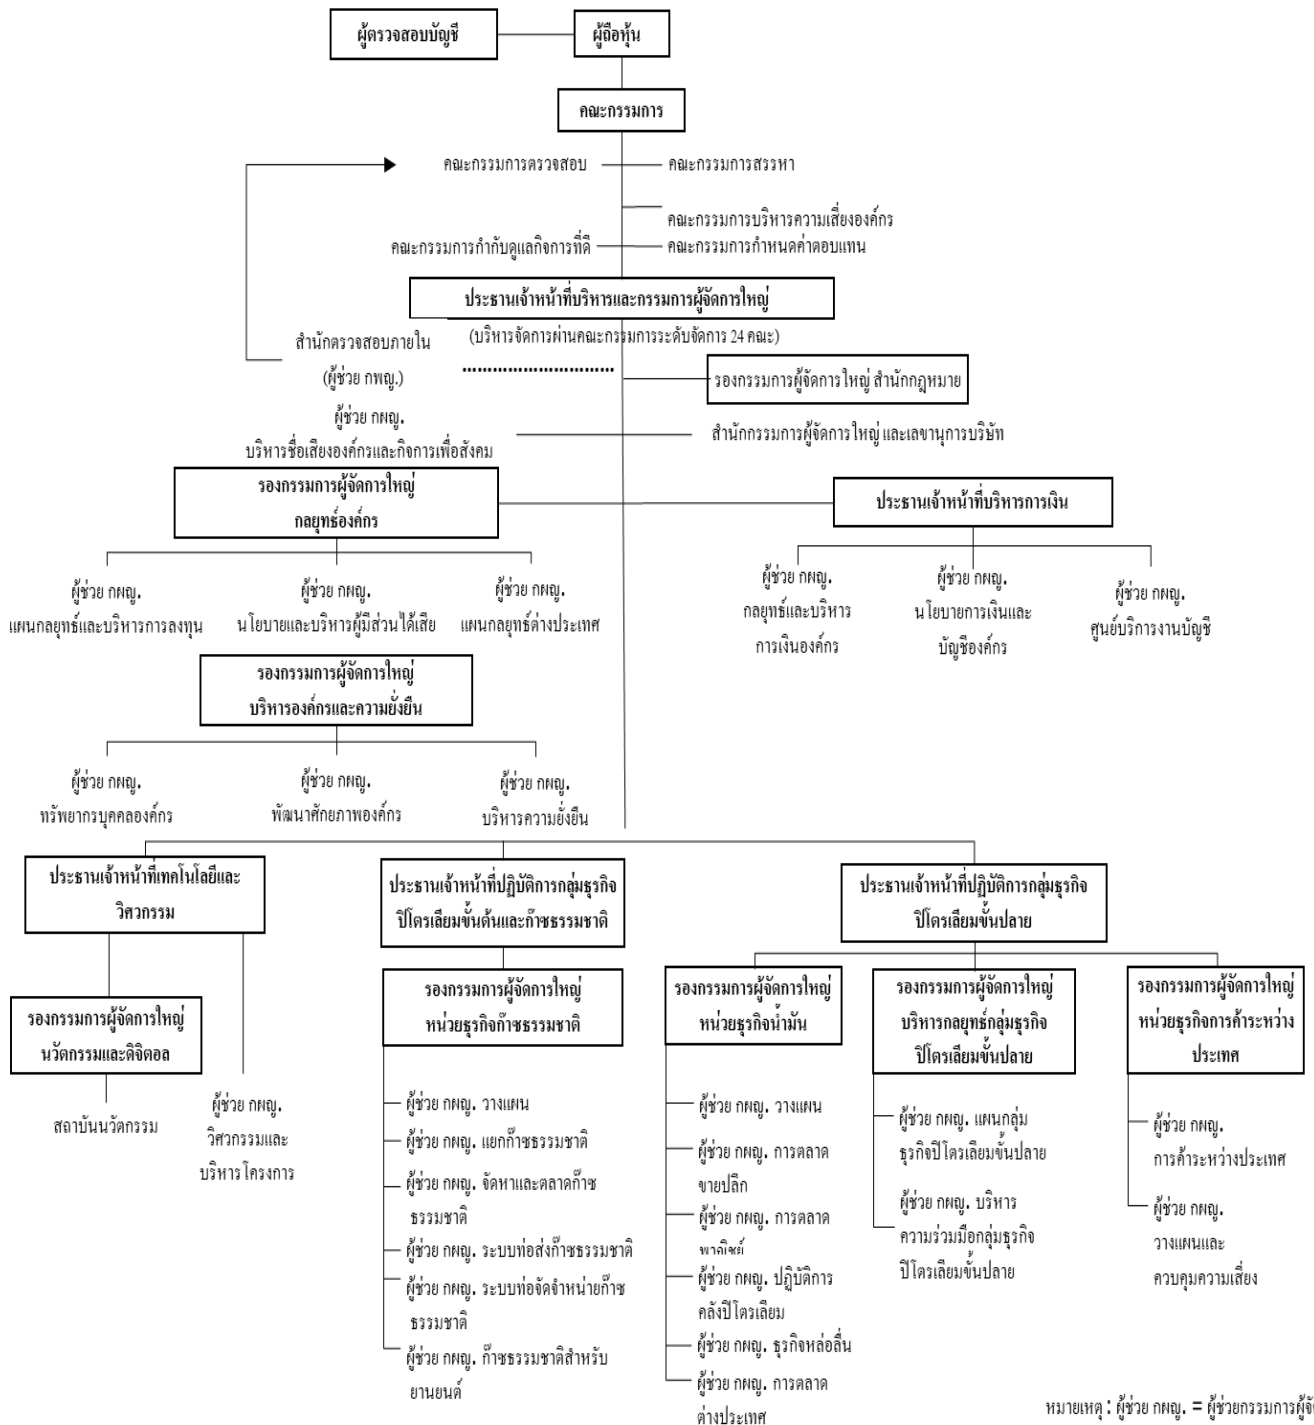 ผู้ตรวจสอบบัญชี
ผู้ถือหุ้น
คณะกรรมการ
คณะกรรมการตรวจสอบ
คณะกรรมการสรรหา
คณะกรรมการบริหารความเสี่ยงองค์กร
คณะกรรมการกำกับดูแลกิจการที่ดี
คณะกรรมการกำหนดค่าตอบแทน
ประธานเจ้าหน้าที่บริหารและกรรมการผู้จัดการใหญ่
(บริหารจัดการผ่านคณะกรรมการระดับจัดการ 24 คณะ)
สำนักตรวจสอบภายใน
(ผู้ช่วย กพญ.)
รองกรรมการผู้จัดการใหญ่ สำนักกฎหมาย
ผู้ช่วย กผญ.
บริหารชื่อเสียงองค์กรและกิจการเพื่อสังคม
สำนักกรรมการผู้จัดการใหญ่ และเลขานุการบริษัท
รองกรรมการผู้จัดการใหญ่
กลยุทธ์องค์กร
ประธานเจ้าหน้าที่บริหารการเงิน
ผู้ช่วย กผญ.
แผนกลยุทธ์และบริหารการลงทุน
ผู้ช่วย กผญ.
นโยบายและบริหารผู้มีส่วนได้เสีย
ผู้ช่วย กผญ.
แผนกลยุทธ์ต่างประเทศ
ผู้ช่วย กผญ.
กลยุทธ์และบริหาร
การเงินองค์กร
ผู้ช่วย กผญ.
นโยบายการเงินและ
บัญชีองค์กร
ผู้ช่วย กผญ.
ศูนย์บริการงานบัญชี
รองกรรมการผู้จัดการใหญ่
บริหารองค์กรและความยั่งยืน
ผู้ช่วย กผญ.
ทรัพยากรบุคคลองค์กร
ผู้ช่วย กผญ.
พัฒนาศักยภาพองค์กร
ผู้ช่วย กผญ.
บริหารความยั่งยืน
ประธานเจ้าหน้าที่เทคโนโลยีและ
วิศวกรรม
ประธานเจ้าหน้าที่ปฏิบัติการกลุ่มธุรกิจ
ปิโตรเลียมขั้นต้นและก๊าซธรรมชาติ
ประธานเจ้าหน้าที่ปฏิบัติการกลุ่มธุรกิจ
ปิโตรเลียมขั้นปลาย
รองกรรมการผู้จัดการใหญ่
นวัตกรรมและดิจิตอล
สถาบันนวัตกรรม
ผู้ช่วย กผญ.
วิศวกรรมและ
บริหารโครงการ
รองกรรมการผู้จัดการใหญ่
หน่วยธุรกิจก๊าซธรรมชาติ
ผู้ช่วย กผญ. วางแผน
ผู้ช่วย กผญ. แยกก๊าซธรรมชาติ
ผู้ช่วย กผญ. จัดหาและตลาดก๊าซ
ธรรมชาติ
ผู้ช่วย กผญ. ระบบท่อส่งก๊าซธรรมชาติ
ผู้ช่วย กผญ. ระบบท่อจัดจำหน่ายก๊าซ
ธรรมชาติ
ผู้ช่วย กผญ. ก๊าซธรรมชาติสำหรับ
ยานยนต์
รองกรรมการผู้จัดการใหญ่
หน่วยธุรกิจน้ำมัน
ผู้ช่วย กผญ. วางแผน
ผู้ช่วย กผญ. การตลาด
ขายปลีก
ผู้ช่วย กผญ. การตลาด
พาณิชย์
ผู้ช่วย กผญ. ปฏิบัติการ
คลังปิโตรเลียม
ผู้ช่วย กผญ. ธุรกิจหล่อลื่น
ผู้ช่วย กผญ. การตลาด
ต่างประเทศ
รองกรรมการผู้จัดการใหญ่
บริหารกลยุทธ์กลุ่มธุรกิจ
ปิโตรเลียมขั้นปลาย
ผู้ช่วย กผญ. แผนกลุ่ม
ธุรกิจปิโตรเลียมขั้นปลาย
ผู้ช่วย กผญ. บริหาร
ความร่วมมือกลุ่มธุรกิจ
ปิโตรเลียมขั้นปลาย
รองกรรมการผู้จัดการใหญ่
หน่วยธุรกิจการค้าระหว่าง
ประเทศ
ผู้ช่วย กผญ.
การค้าระหว่างประเทศ
ผู้ช่วย กผญ.
วางแผนและ
ควบคุมความเสี่ยง
หมายเหตุ : ผู้ช่วย กผญ. =